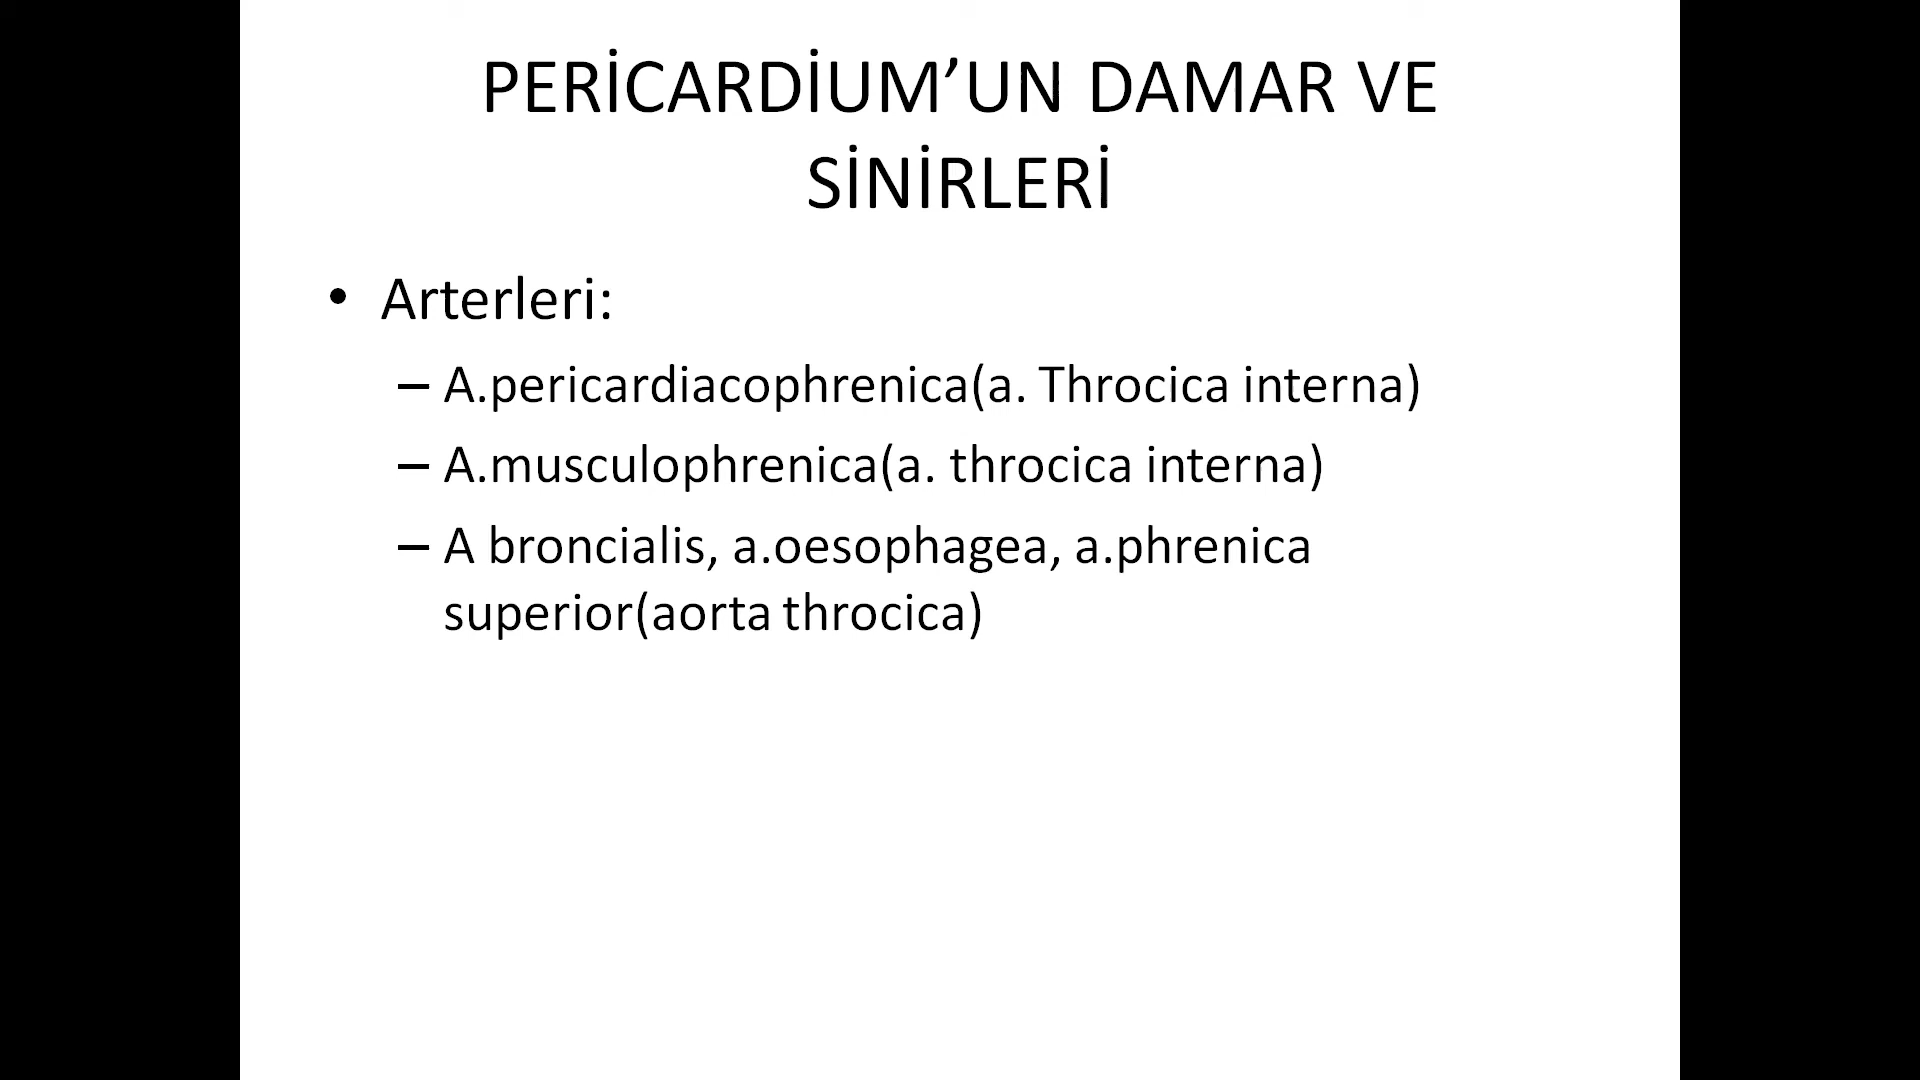 PERİCARDİUM’UN DAMAR VE
SİNİRLERİ
• Arterleri:
– A.pericardiacophrenica(a. Throcica interna)
– A.musculophrenica(a. throcica interna)
– A broncialis, a.oesophagea, a.phrenica
superior(aorta throcica)